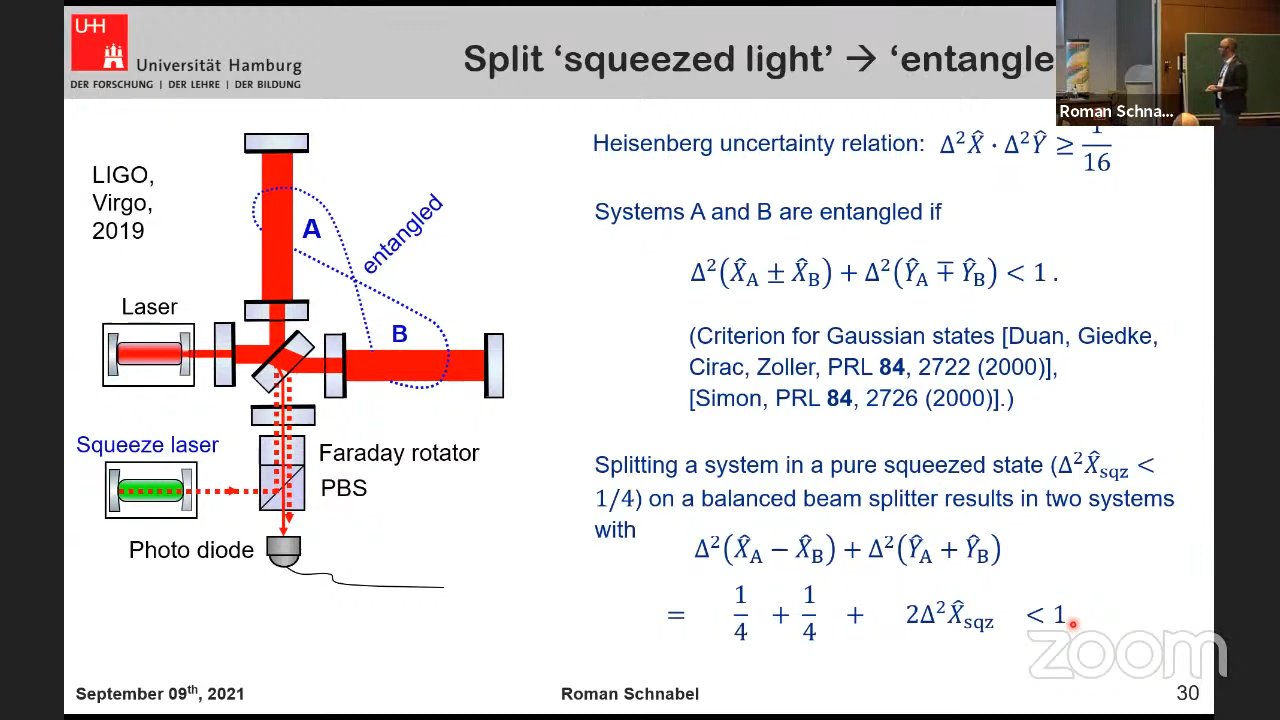 UHH
Universität Hamburg
DER FORSCHUNG | DER LEHRE | DER BILDUNG
Split ‘squeezed light’ → ‘entangle
Roman Schna...
LIGO,
Virgo,
2019
A
entangled
B
Laser
Squeeze laser
Faraday rotator
PBS
Photo diode
Heisenberg uncertainty relation: Δ²X̂ · Δ²Ŷ ≥ 1/16
Systems A and B are entangled if
Δ²(X̂_A ± X̂_B) + Δ²(Ŷ_A ∓ Ŷ_B) < 1 .
(Criterion for Gaussian states [Duan, Giedke,
Cirac, Zoller, PRL 84, 2722 (2000)],
[Simon, PRL 84, 2726 (2000)].)
Splitting a system in a pure squeezed state (Δ²X̂_sqz <
1/4) on a balanced beam splitter results in two systems
with
Δ²(X̂_A − X̂_B) + Δ²(Ŷ_A + Ŷ_B)
= 1/4 + 1/4 + 2Δ²X̂_sqz < 1
zoom
September 09th, 2021
Roman Schnabel
30